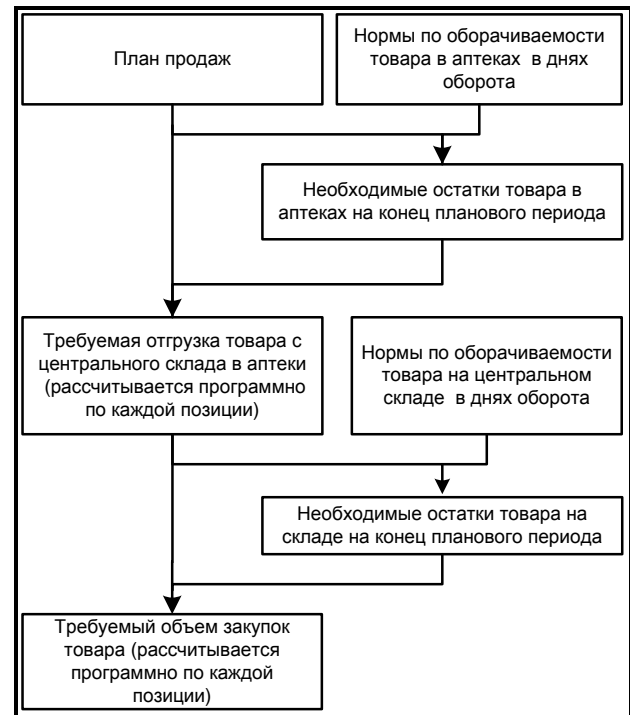 План продаж
Нормы по оборачиваемости
товара в аптеках в днях
оборота
Необходимые остатки товара в
аптеках на конец планового периода
Требуемая отгрузка товара с
центрального склада в аптеки
(рассчитывается программно
по каждой позиции)
Нормы по оборачиваемости
товара на центральном
складе в днях оборота
Необходимые остатки товара на
складе на конец планового периода
Требуемый объем закупок
товара (рассчитывается
программно по каждой
позиции)